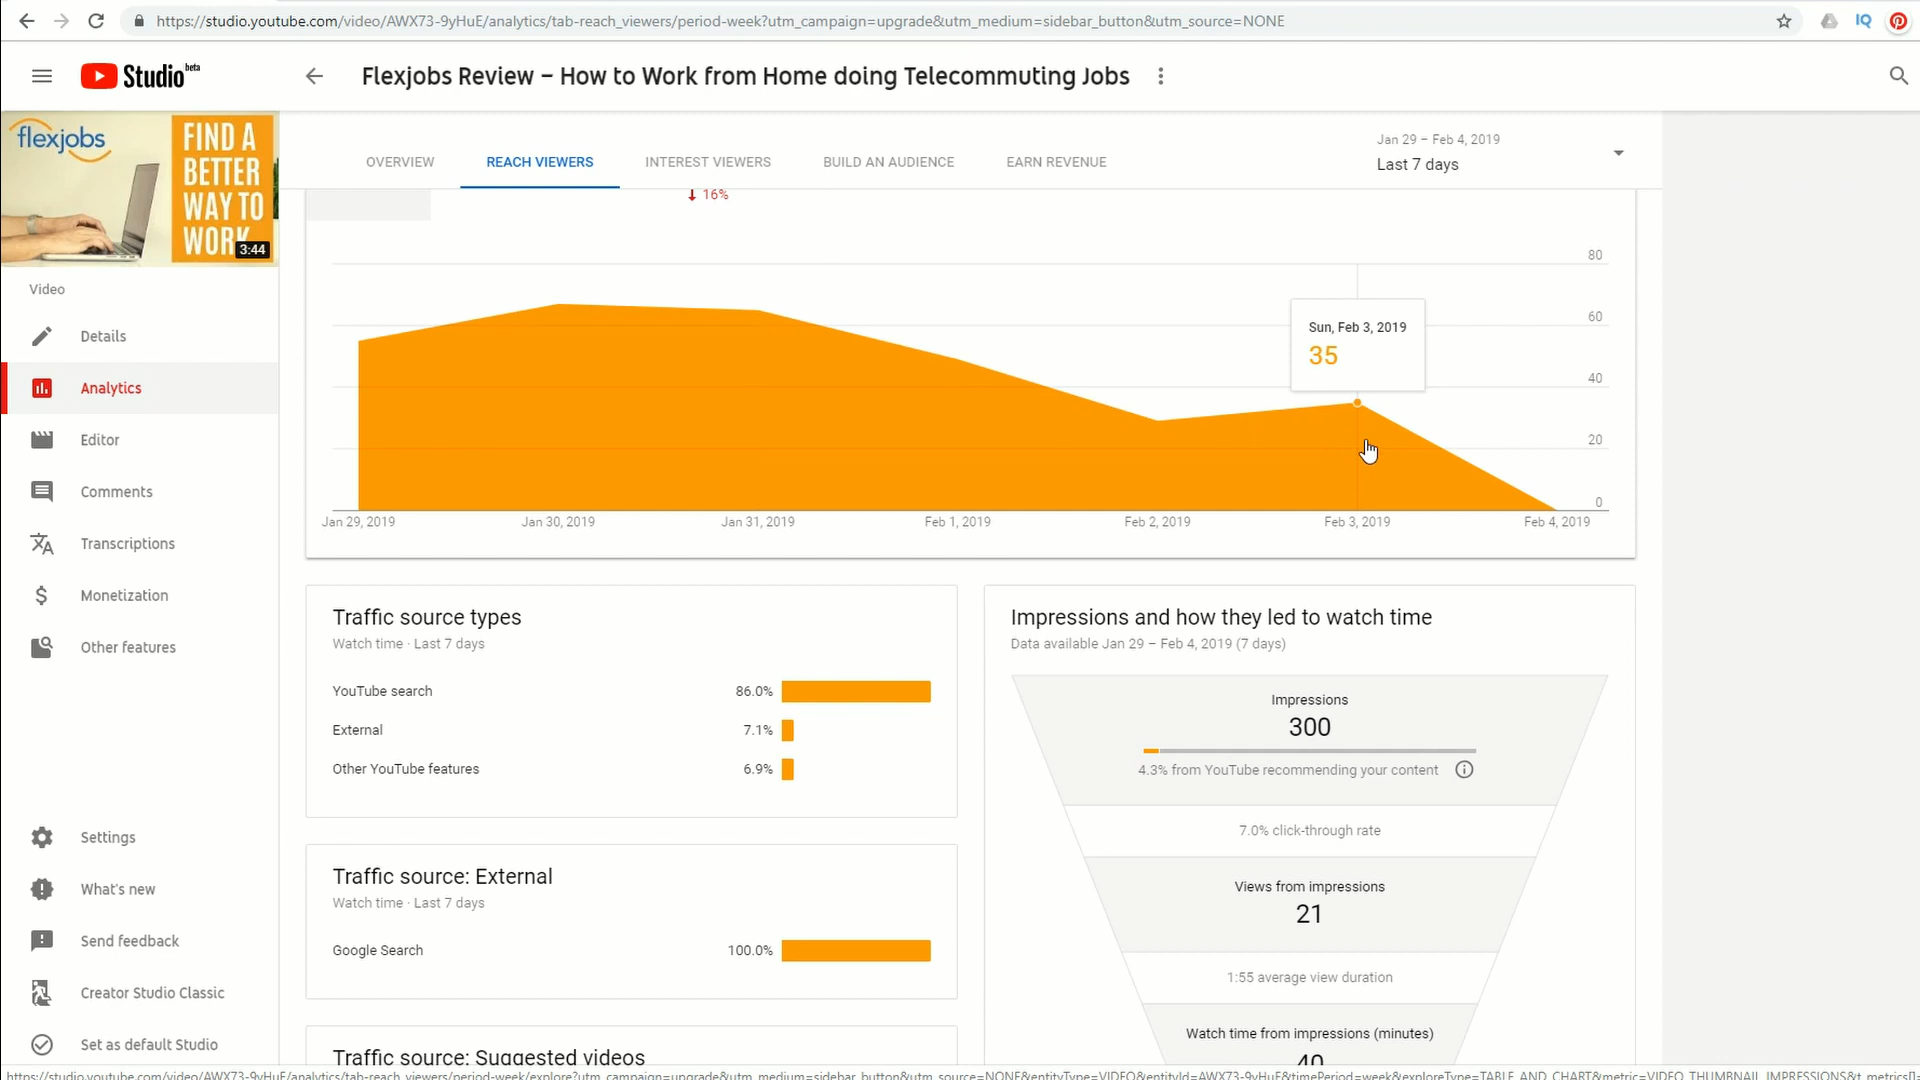 https://studio.youtube.com/video/AWX73-9yHuE/analytics/tab-reach_viewers/period-week?utm_campaign=upgrade&utm_medium=sidebar_button&utm_source=NONE
IQ
Studio beta
Flexjobs Review – How to Work from Home doing Telecommuting Jobs
flexjobs
FIND A
BETTER
WAY TO
WORK
3:44
OVERVIEW
REACH VIEWERS
INTEREST VIEWERS
BUILD AN AUDIENCE
EARN REVENUE
Jan 29 – Feb 4, 2019
Last 7 days
16%
Video
Details
Analytics
Editor
Comments
Transcriptions
Monetization
Other features
Settings
What's new
Send feedback
Creator Studio Classic
Set as default Studio
80
60
40
20
0
Sun, Feb 3, 2019
35
Jan 29, 2019
Jan 30, 2019
Jan 31, 2019
Feb 1, 2019
Feb 2, 2019
Feb 3, 2019
Feb 4, 2019
Traffic source types
Watch time · Last 7 days
YouTube search 86.0%
External 7.1%
Other YouTube features 6.9%
Traffic source: External
Watch time · Last 7 days
Google Search 100.0%
Traffic source: Suggested videos
Impressions and how they led to watch time
Data available Jan 29 – Feb 4, 2019 (7 days)
Impressions
300
4.3% from YouTube recommending your content
7.0% click-through rate
Views from impressions
21
1:55 average view duration
Watch time from impressions (minutes)
40